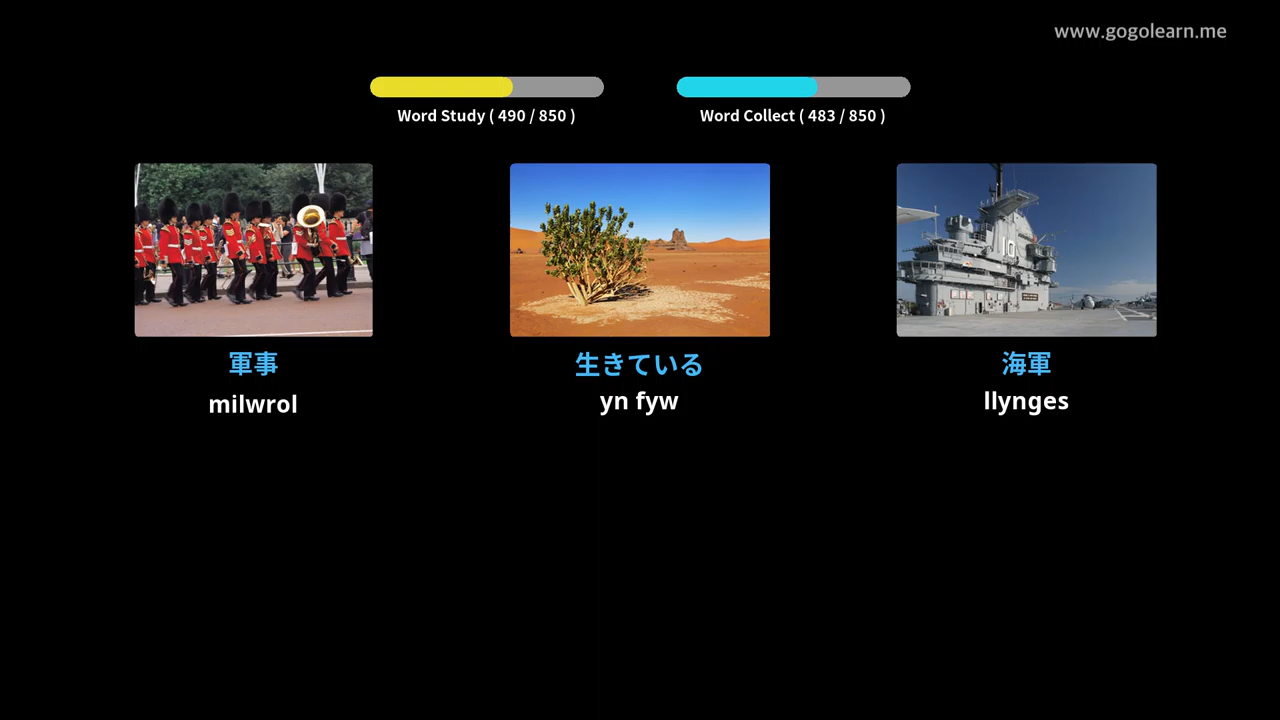 www.gogolearn.me
Word Study ( 490 / 850 )
Word Collect ( 483 / 850 )
10
軍事
milwrol
生きている
yn fyw
海軍
llynges